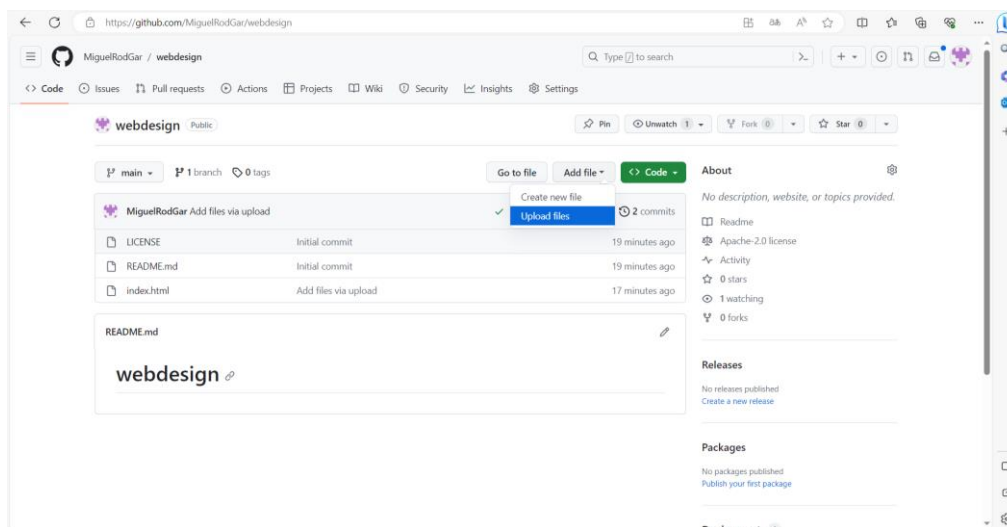 https://github.com/MiguelRodGar/webdesign
MiguelRodGar / webdesign
Type / to search
<> Code Issues Pull requests Actions Projects Wiki Security Insights Settings
webdesign Public
Pin Unwatch 1 Fork 0 Star 0
main 1 branch 0 tags Go to file Add file <> Code
Create new file
Upload files
MiguelRodGar Add files via upload 2 commits
LICENSE Initial commit 19 minutes ago
README.md Initial commit 19 minutes ago
index.html Add files via upload 17 minutes ago
README.md
webdesign
About
No description, website, or topics provided.
Readme
Apache-2.0 license
Activity
0 stars
1 watching
0 forks
Releases
No releases published
Create a new release
Packages
No packages published
Publish your first package